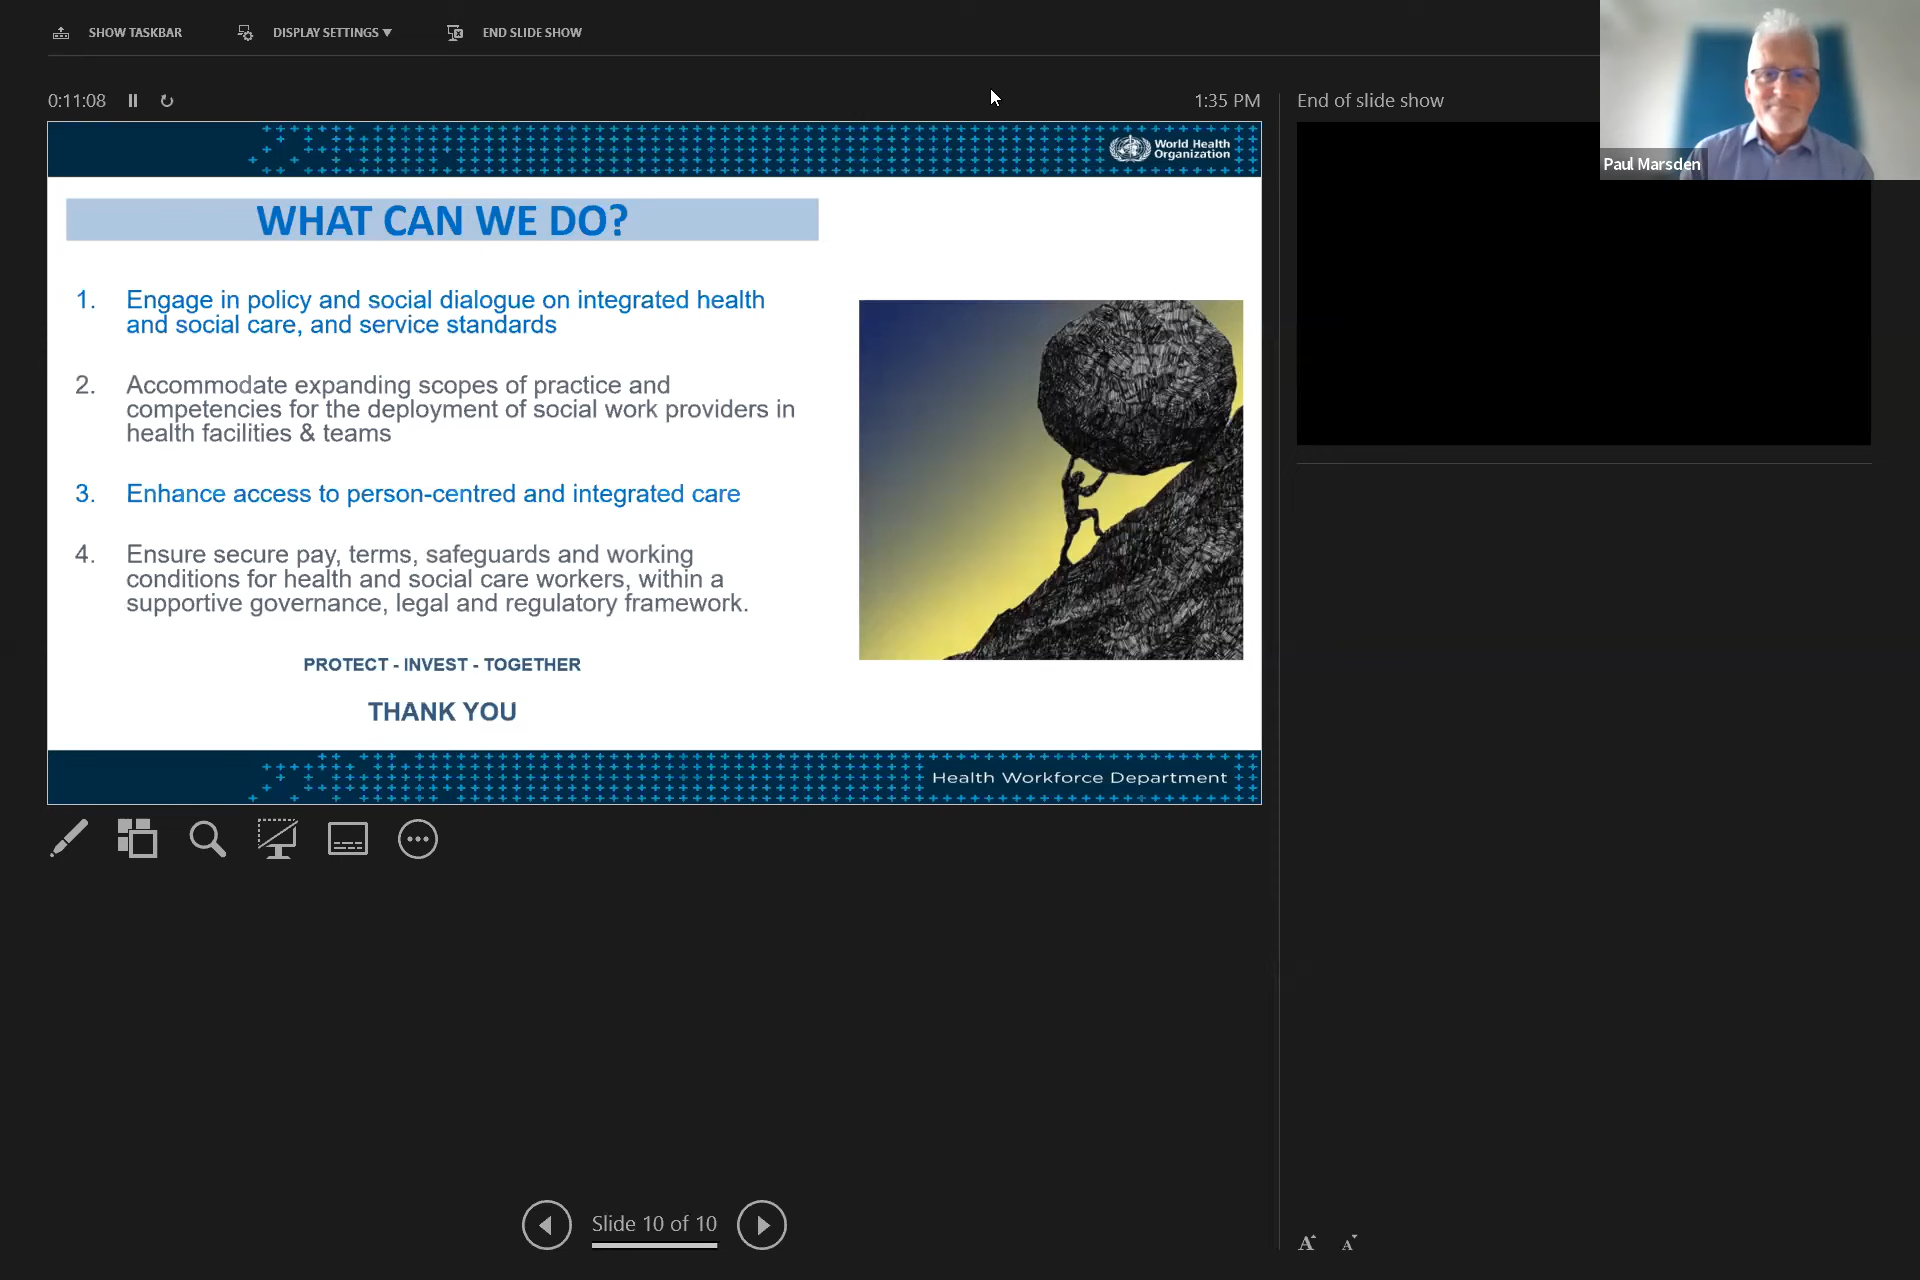 SHOW TASKBAR
DISPLAY SETTINGS ▼
END SLIDE SHOW
0:11:08
1:35 PM
End of slide show
Paul Marsden
World Health
Organization
WHAT CAN WE DO?
1. Engage in policy and social dialogue on integrated health
and social care, and service standards
2. Accommodate expanding scopes of practice and
competencies for the deployment of social work providers in
health facilities & teams
3. Enhance access to person-centred and integrated care
4. Ensure secure pay, terms, safeguards and working
conditions for health and social care workers, within a
supportive governance, legal and regulatory framework.
PROTECT - INVEST - TOGETHER
THANK YOU
Health Workforce Department
Slide 10 of 10
A A